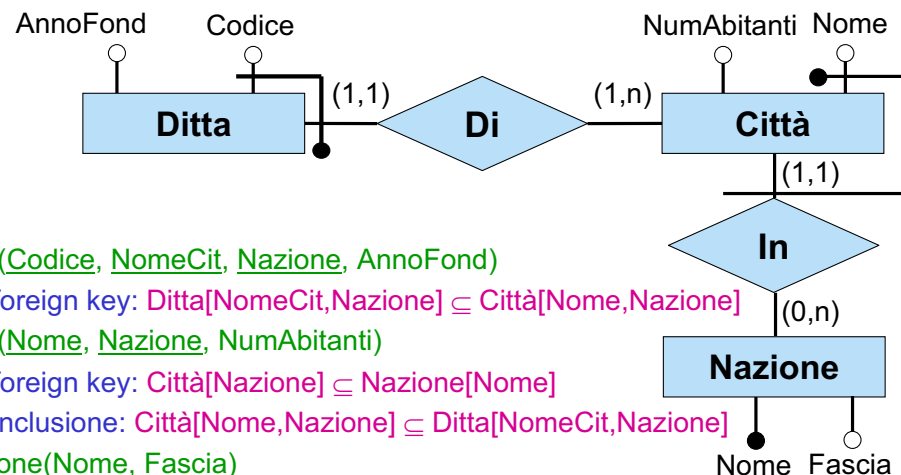 AnnoFond Codice NumAbitanti Nome
(1,1) (1,n)
Ditta Di Città
(1,1)
In
(Codice, NomeCit, Nazione, AnnoFond)
foreign key: Ditta[NomeCit,Nazione] ⊆ Città[Nome,Nazione]
(0,n)
(Nome, Nazione, NumAbitanti)
Nazione
foreign key: Città[Nazione] ⊆ Nazione[Nome]
nclusione: Città[Nome,Nazione] ⊆ Ditta[NomeCit,Nazione]
one(Nome, Fascia)
Nome Fascia